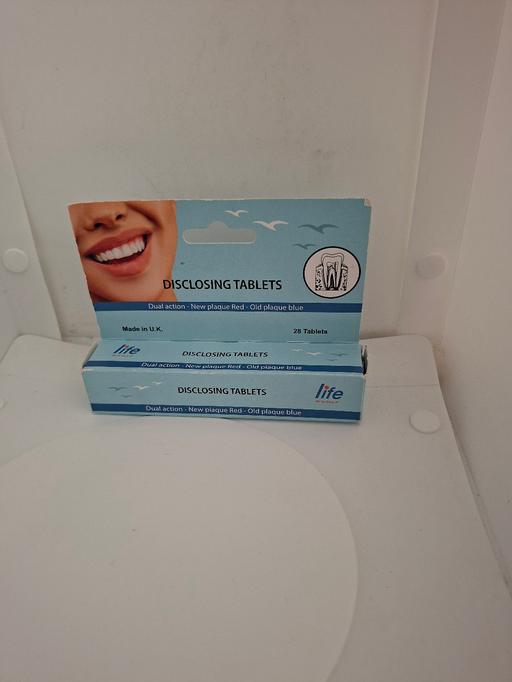 DISCLOSING TABLETS
Dual action - New plaque Red - Old plaque blue
Made in U.K. 28 Tablets
life DISCLOSING TABLETS
Dual action - New plaque Red - Old plaque blue
DISCLOSING TABLETS life
Dual action - New plaque Red - Old plaque blue